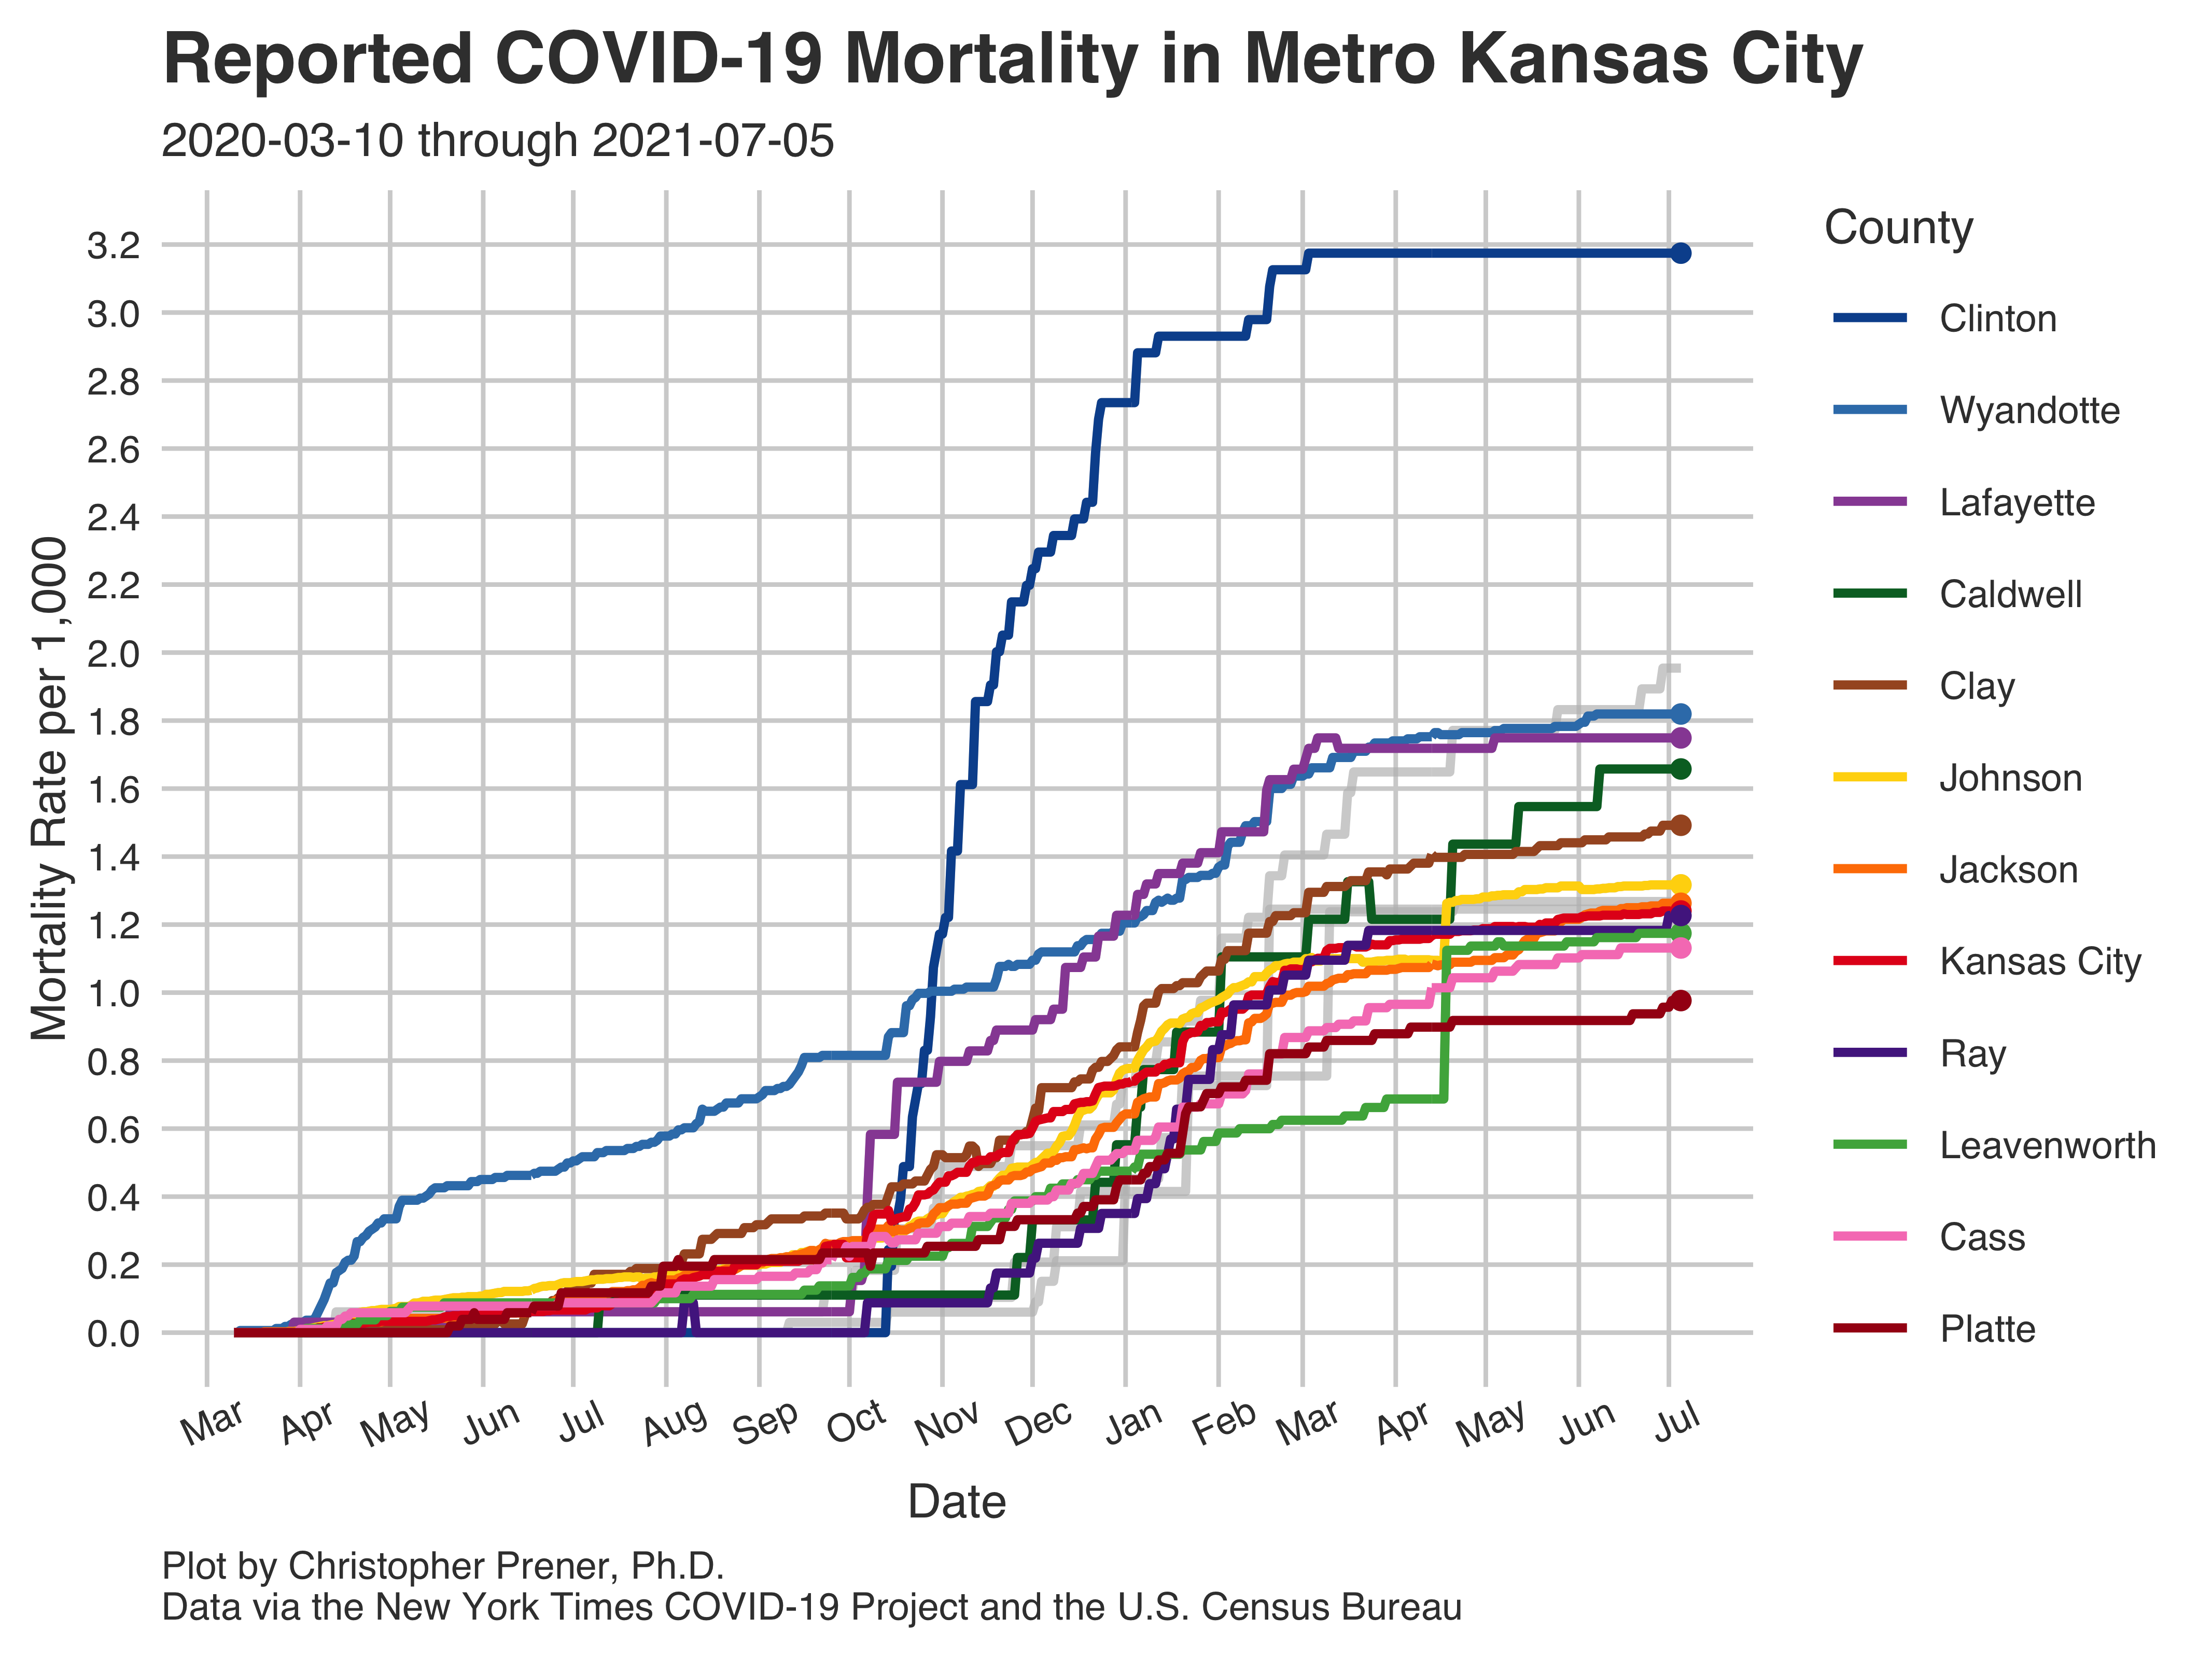 Reported COVID-19 Mortality in Metro Kansas City
2020-03-10 through 2021-07-05
Mortality Rate per 1,000
3.2
3.0
2.8
2.6
2.4
2.2
2.0
1.8
1.6
1.4
1.2
1.0
0.8
0.6
0.4
0.2
0.0
Mar Apr May Jun Jul Aug Sep Oct Nov Dec Jan Feb Mar Apr May Jun Jul
Date
County
Clinton
Wyandotte
Lafayette
Caldwell
Clay
Johnson
Jackson
Kansas City
Ray
Leavenworth
Cass
Platte
Plot by Christopher Prener, Ph.D.
Data via the New York Times COVID-19 Project and the U.S. Census Bureau